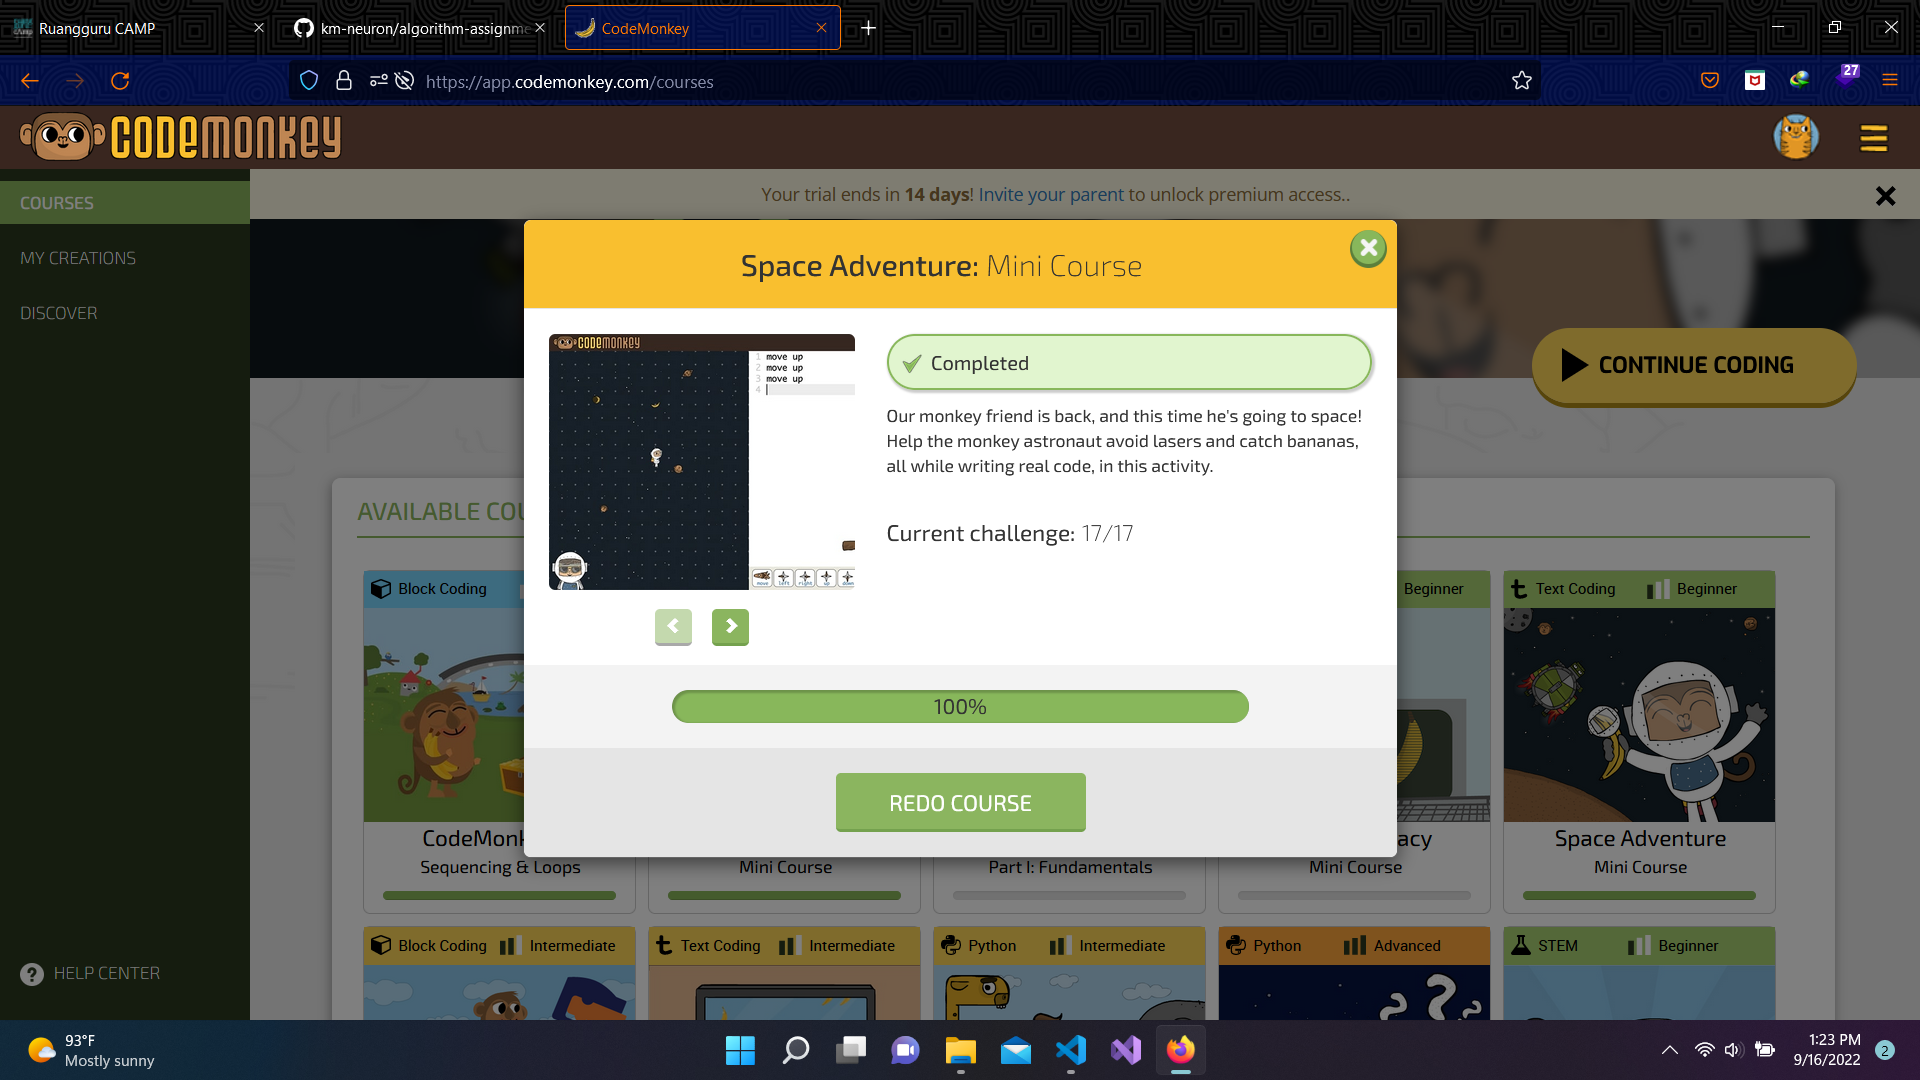 Ruangguru CAMP
km-neuron/algorithm-assignme
CodeMonkey
27
https://app.codemonkey.com/courses
CODEMONKEY
COURSES
Your trial ends in 14 days! Invite your parent to unlock premium access..
MY CREATIONS
DISCOVER
Space Adventure: Mini Course
CODEMONKEY
1 move up
2 move up
3 move up
4
move left right up down
Completed
Our monkey friend is back, and this time he's going to space!
Help the monkey astronaut avoid lasers and catch bananas,
all while writing real code, in this activity.
Current challenge: 17/17
CONTINUE CODING
100%
REDO COURSE
AVAILABLE COU
Block Coding
Beginner
Text Coding Beginner
CodeMonk
Sequencing & Loops
Mini Course
Part I: Fundamentals
acy
Mini Course
Space Adventure
Mini Course
Block Coding Intermediate
Text Coding Intermediate
Python Intermediate
Python Advanced
STEM Beginner
HELP CENTER
93°F
Mostly sunny
1:23 PM
9/16/2022
2